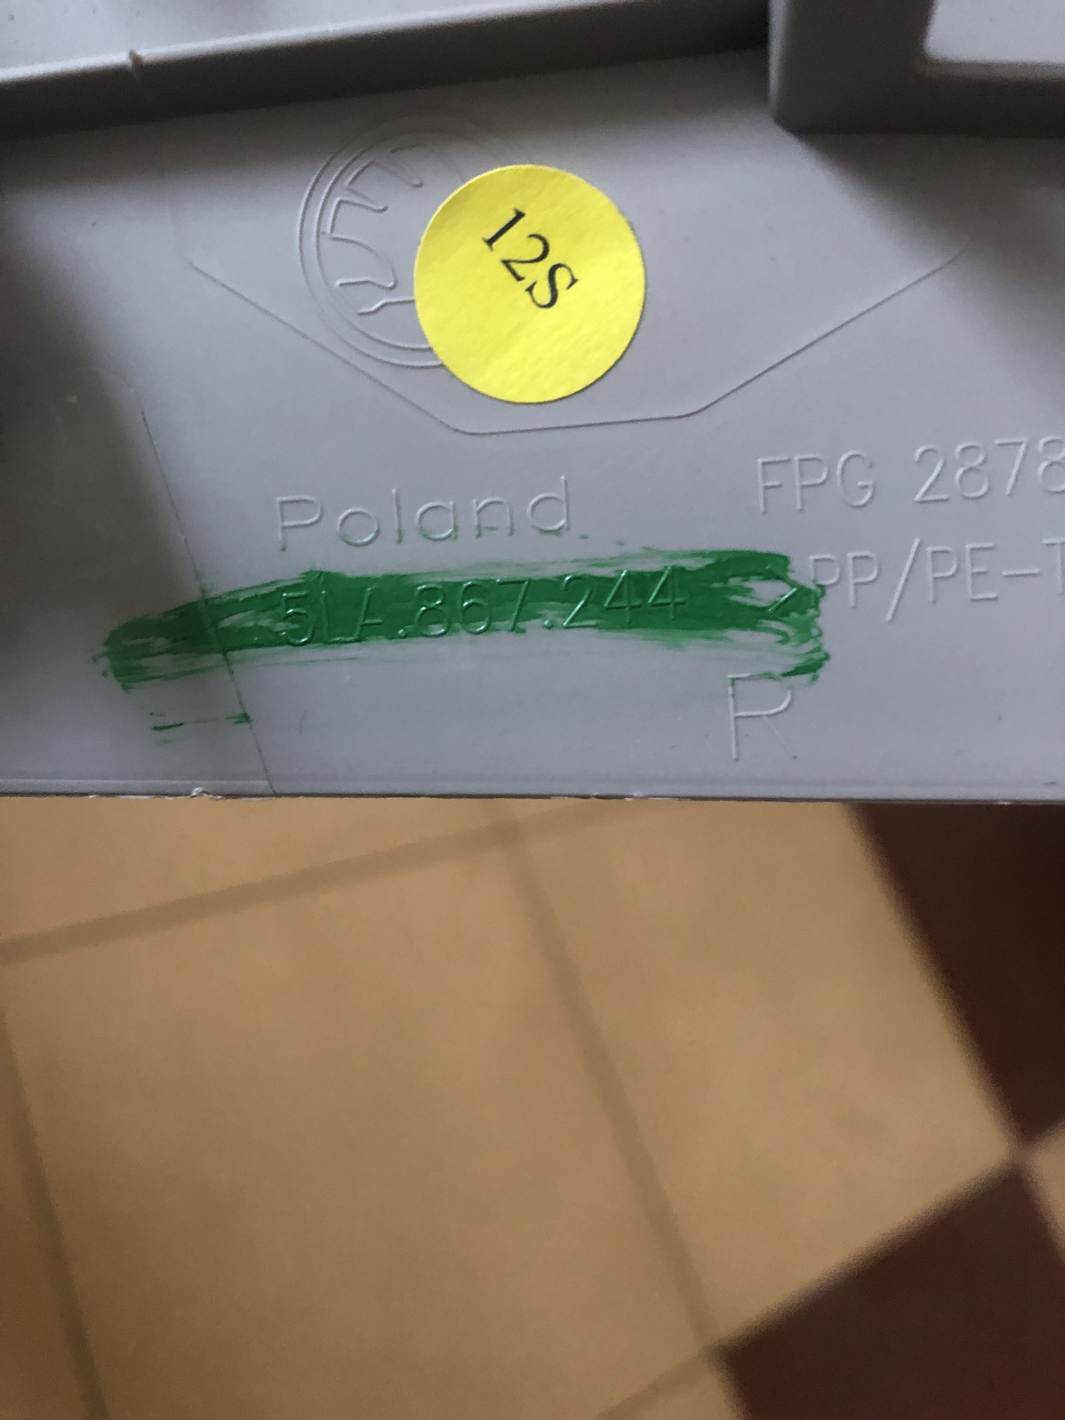 12S
Poland
FPG 2878
5LA.867.244
>PP/PE-T
R